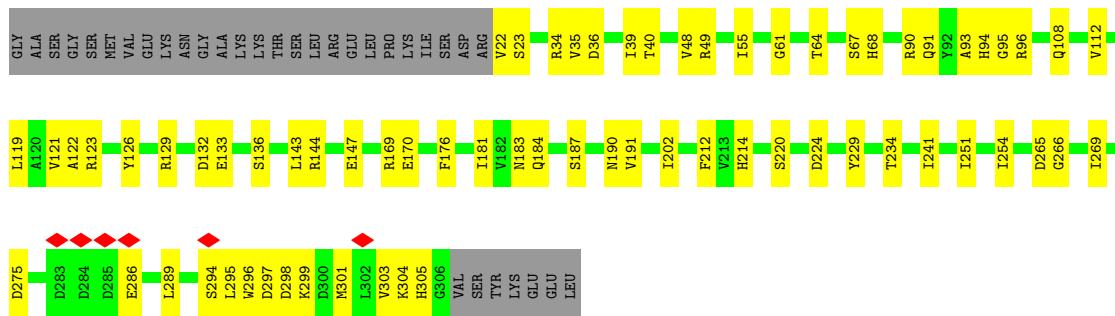 GLY ALA SER GLY SER MET VAL GLU LYS ASN GLY ALA LYS LYS THR SER LEU ARG GLU LEU PRO LYS ILE SER ASP ARG V22 S23 R34 V35 D36 I39 T40 V48 R49 I55 G61 T64 S67 H68 R90 Q91 Y92 A93 H94 G95 R96 Q108 V112
L119 A120 V121 A122 R123 Y126 R129 D132 E133 S136 L143 R144 E147 R169 E170 F176 I181 V182 N183 Q184 S187 N190 V191 I202 F212 V213 H214 S220 D224 Y229 T234 I241 I251 I254 D265 G266 I269
D275 D283 D284 D285 E286 L289 S294 L295 W296 D297 D298 K299 D300 M301 L302 V303 K304 H305 G306 VAL SER TYR LYS GLU GLU LEU